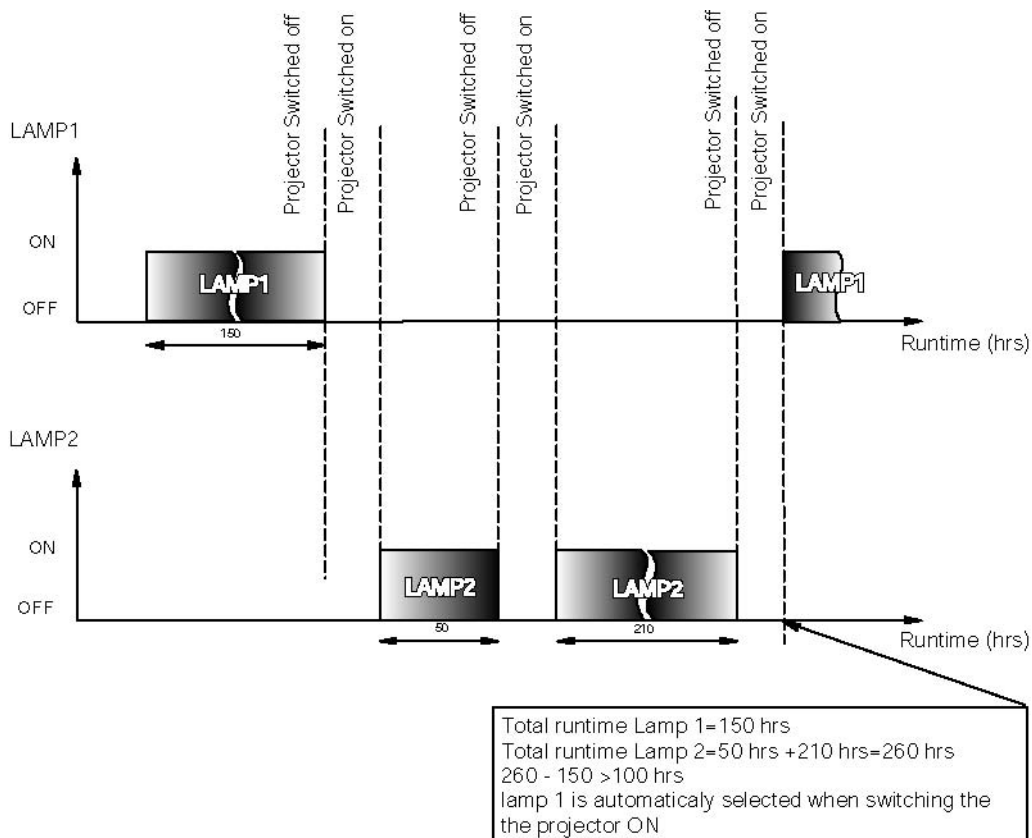 Projector Switched off
Projector Switched on
Projector Switched off
Projector Switched on
Projector Switched off
Projector Switched on
LAMP1
ON
OFF
LAMP1
LAMP1
150
Runtime (hrs)
LAMP2
ON
OFF
LAMP2
LAMP2
50
210
Runtime (hrs)
Total runtime Lamp 1=150 hrs
Total runtime Lamp 2=50 hrs +210 hrs=260 hrs
260 - 150 >100 hrs
lamp 1 is automaticaly selected when switching the
the projector ON